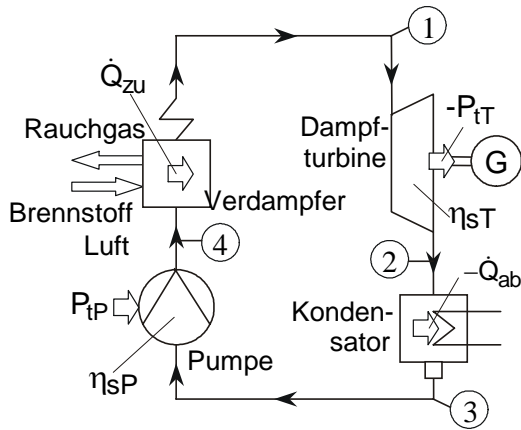 1
Q̇zu
Rauchgas
Dampf-
turbine
-PtT
G
Brennstoff
Luft
Verdampfer
ηsT
4
2
-Q̇ab
PtP
Konden-
sator
ηsP
Pumpe
3